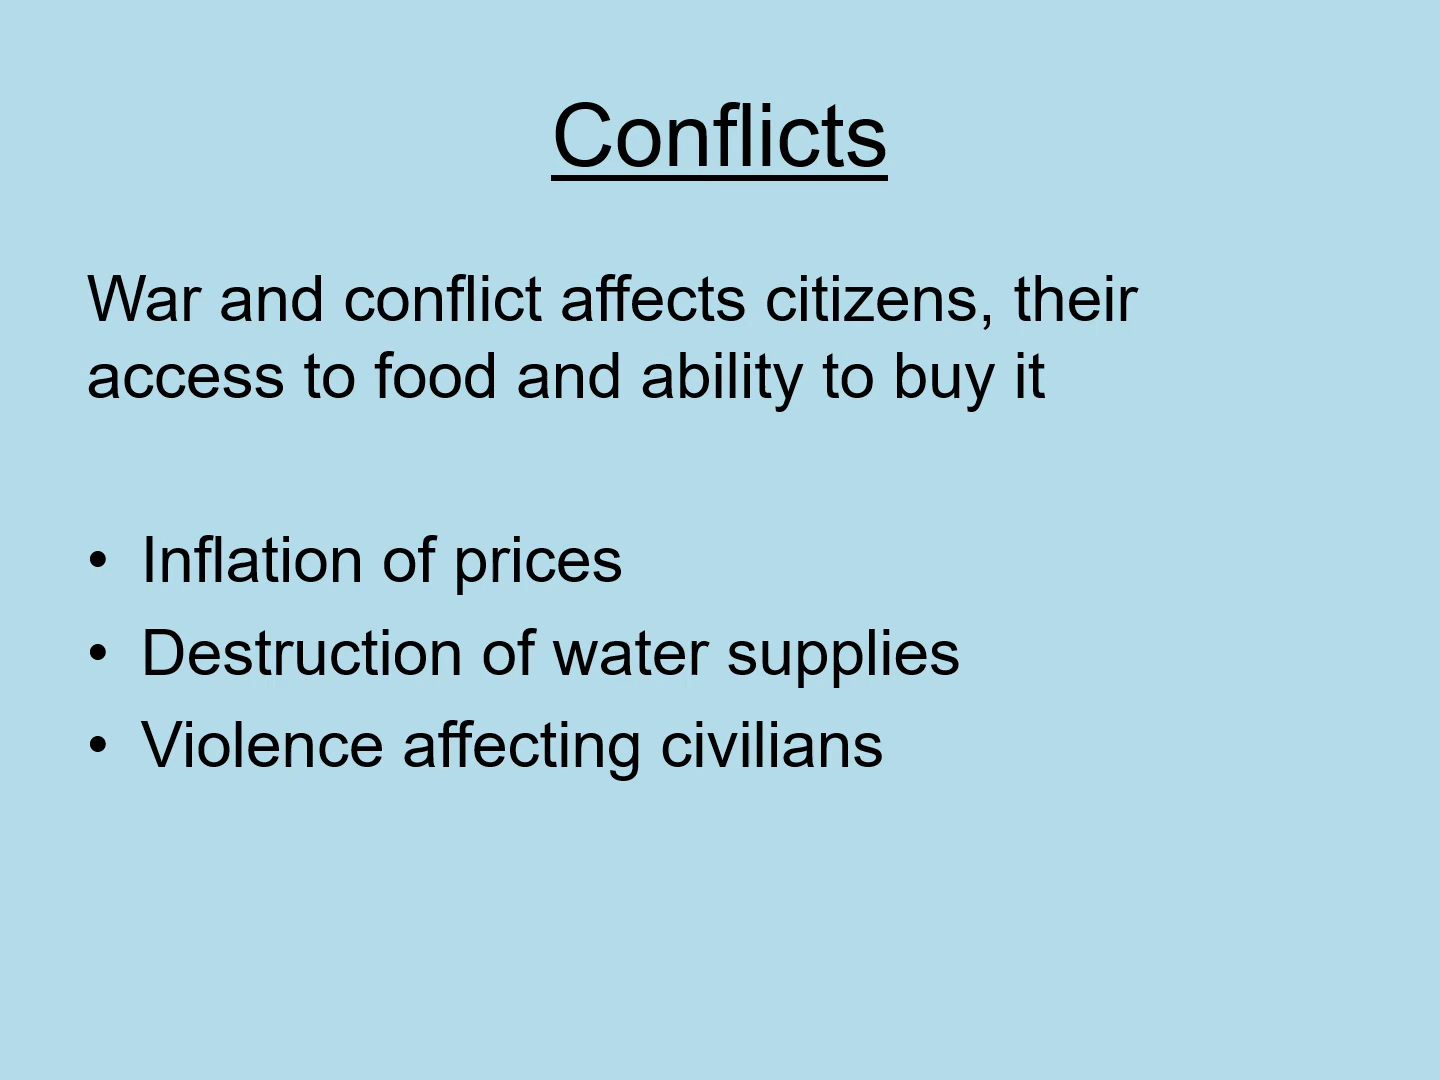 Conflicts
War and conflict affects citizens, their
access to food and ability to buy it
• Inflation of prices
• Destruction of water supplies
• Violence affecting civilians